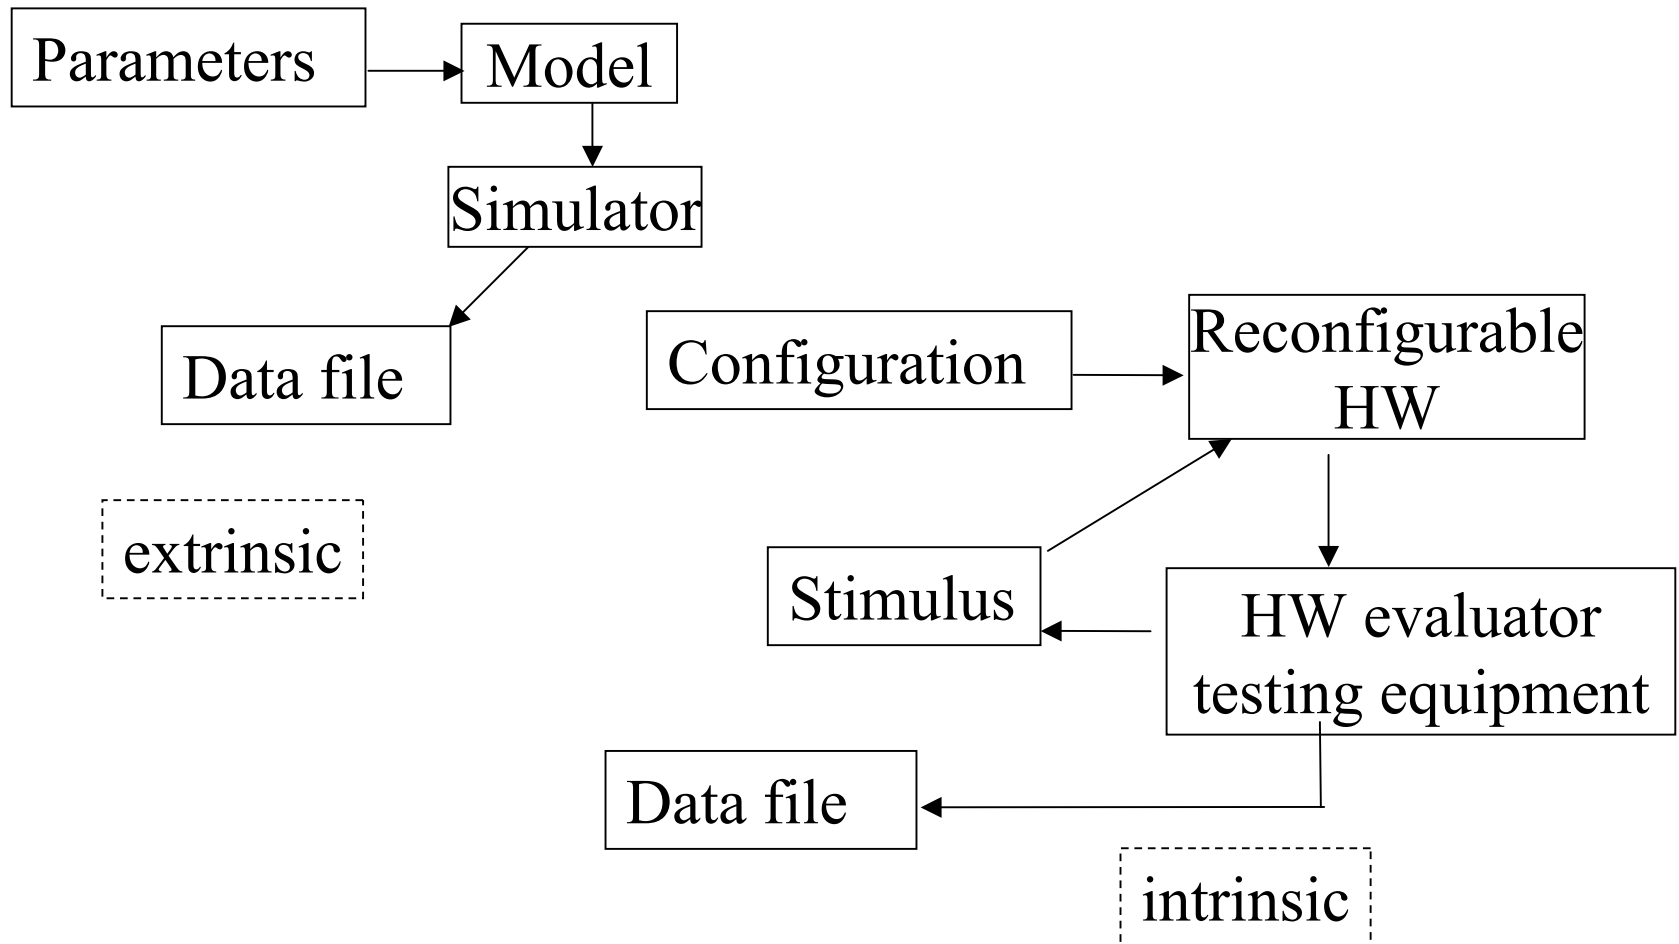 Parameters
Model
Simulator
Data file
extrinsic
Configuration
Reconfigurable
HW
Stimulus
HW evaluator
testing equipment
Data file
intrinsic